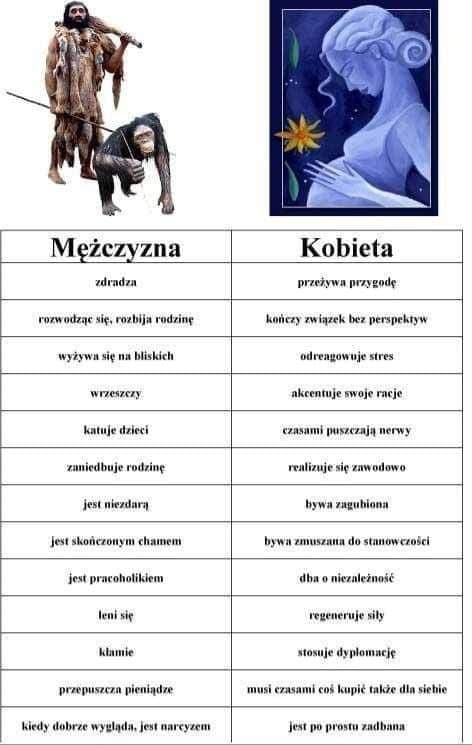 Mężczyzna Kobieta
zdradza przeżywa przygodę
rozwodząc się, rozbija rodzinę kończy związek bez perspektyw
wyżywa się na bliskich odreagowuje stres
wrzeszczy akcentuje swoje racje
katuje dzieci czasami puszczają nerwy
zaniedbuje rodzinę realizuje się zawodowo
jest niezdarą bywa zagubiona
jest skończonym chamem bywa zmuszana do stanowczości
jest pracoholikiem dba o niezależność
leni się regeneruje siły
kłamie stosuje dyplomację
przepuszcza pieniądze musi czasami coś kupić także dla siebie
kiedy dobrze wygląda, jest narcyzem jest po prostu zadbana